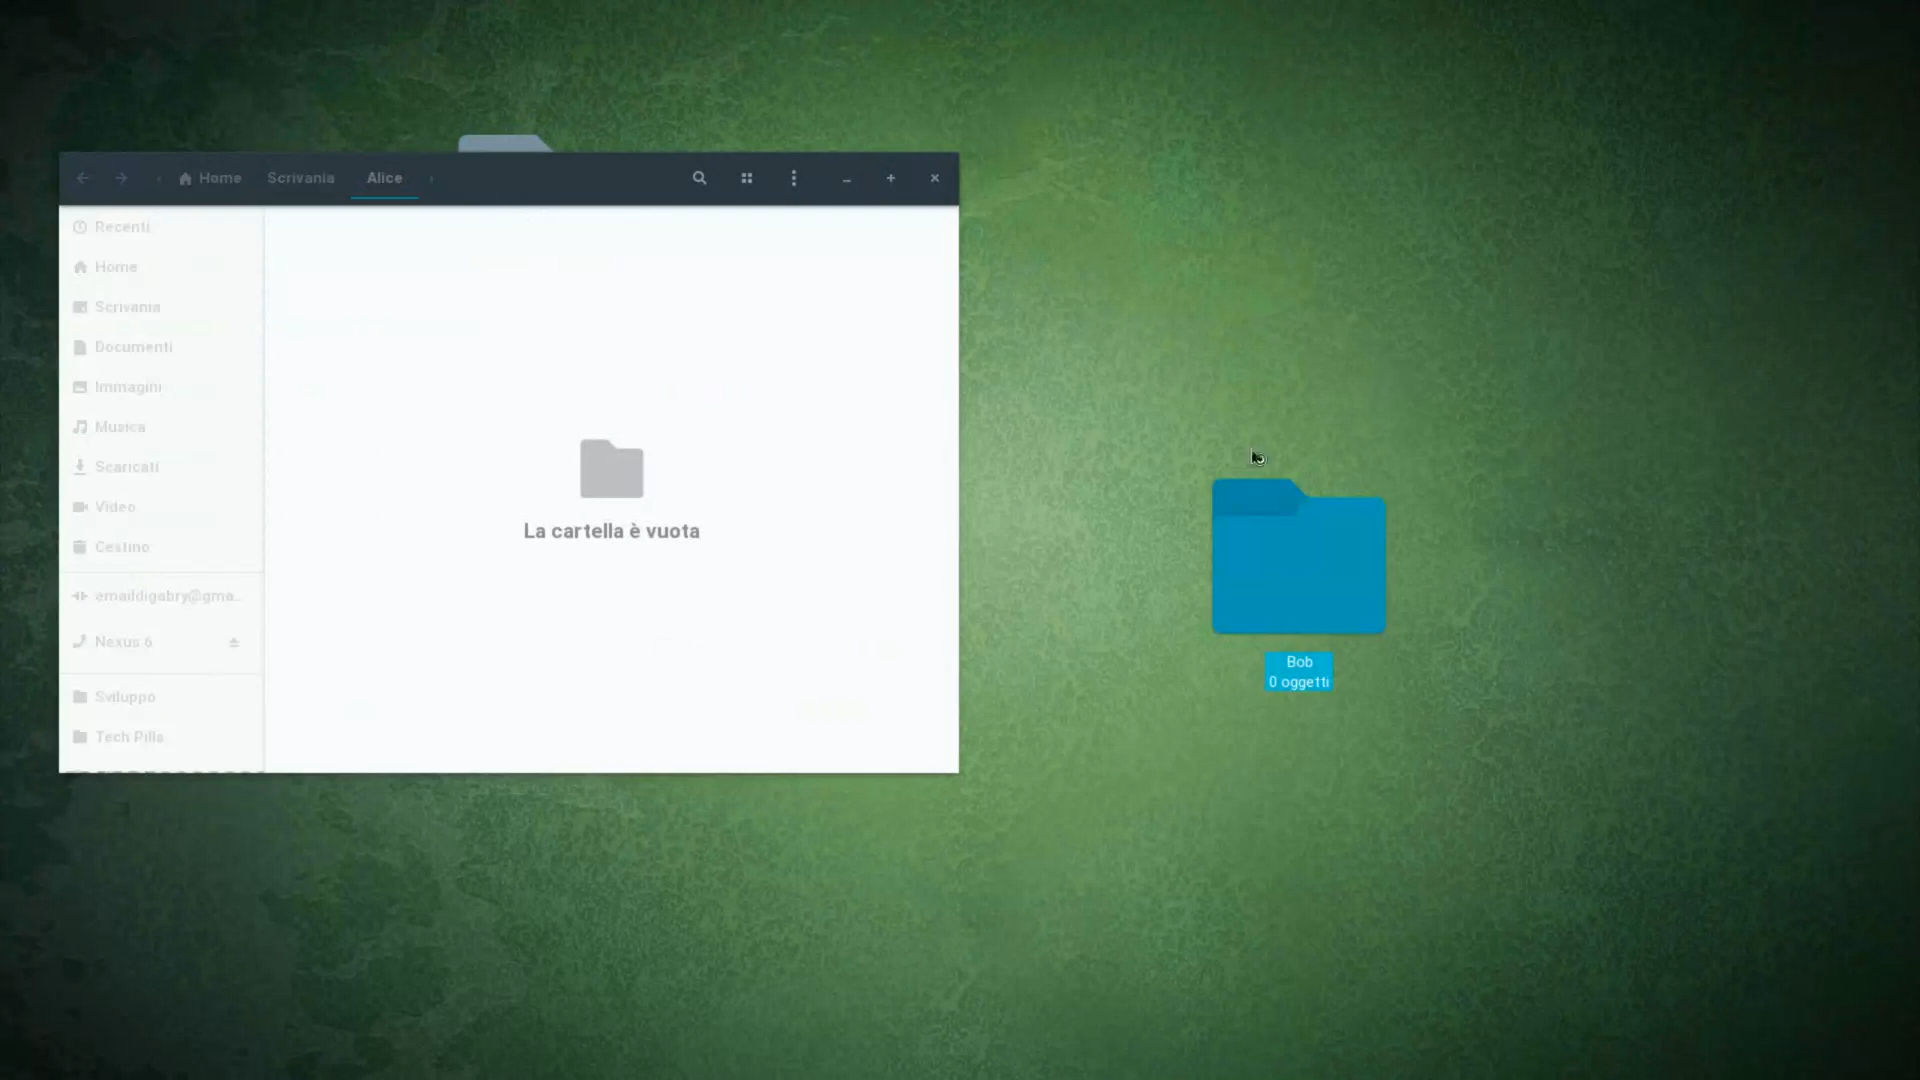 Home Scrivania Alice
Recenti
Home
Scrivania
Documenti
Immagini
Musica
Scaricati
Video
Cestino
emaildigabry@gma...
Nexus 6
Sviluppo
Tech Pills
La cartella è vuota
Bob
0 oggetti